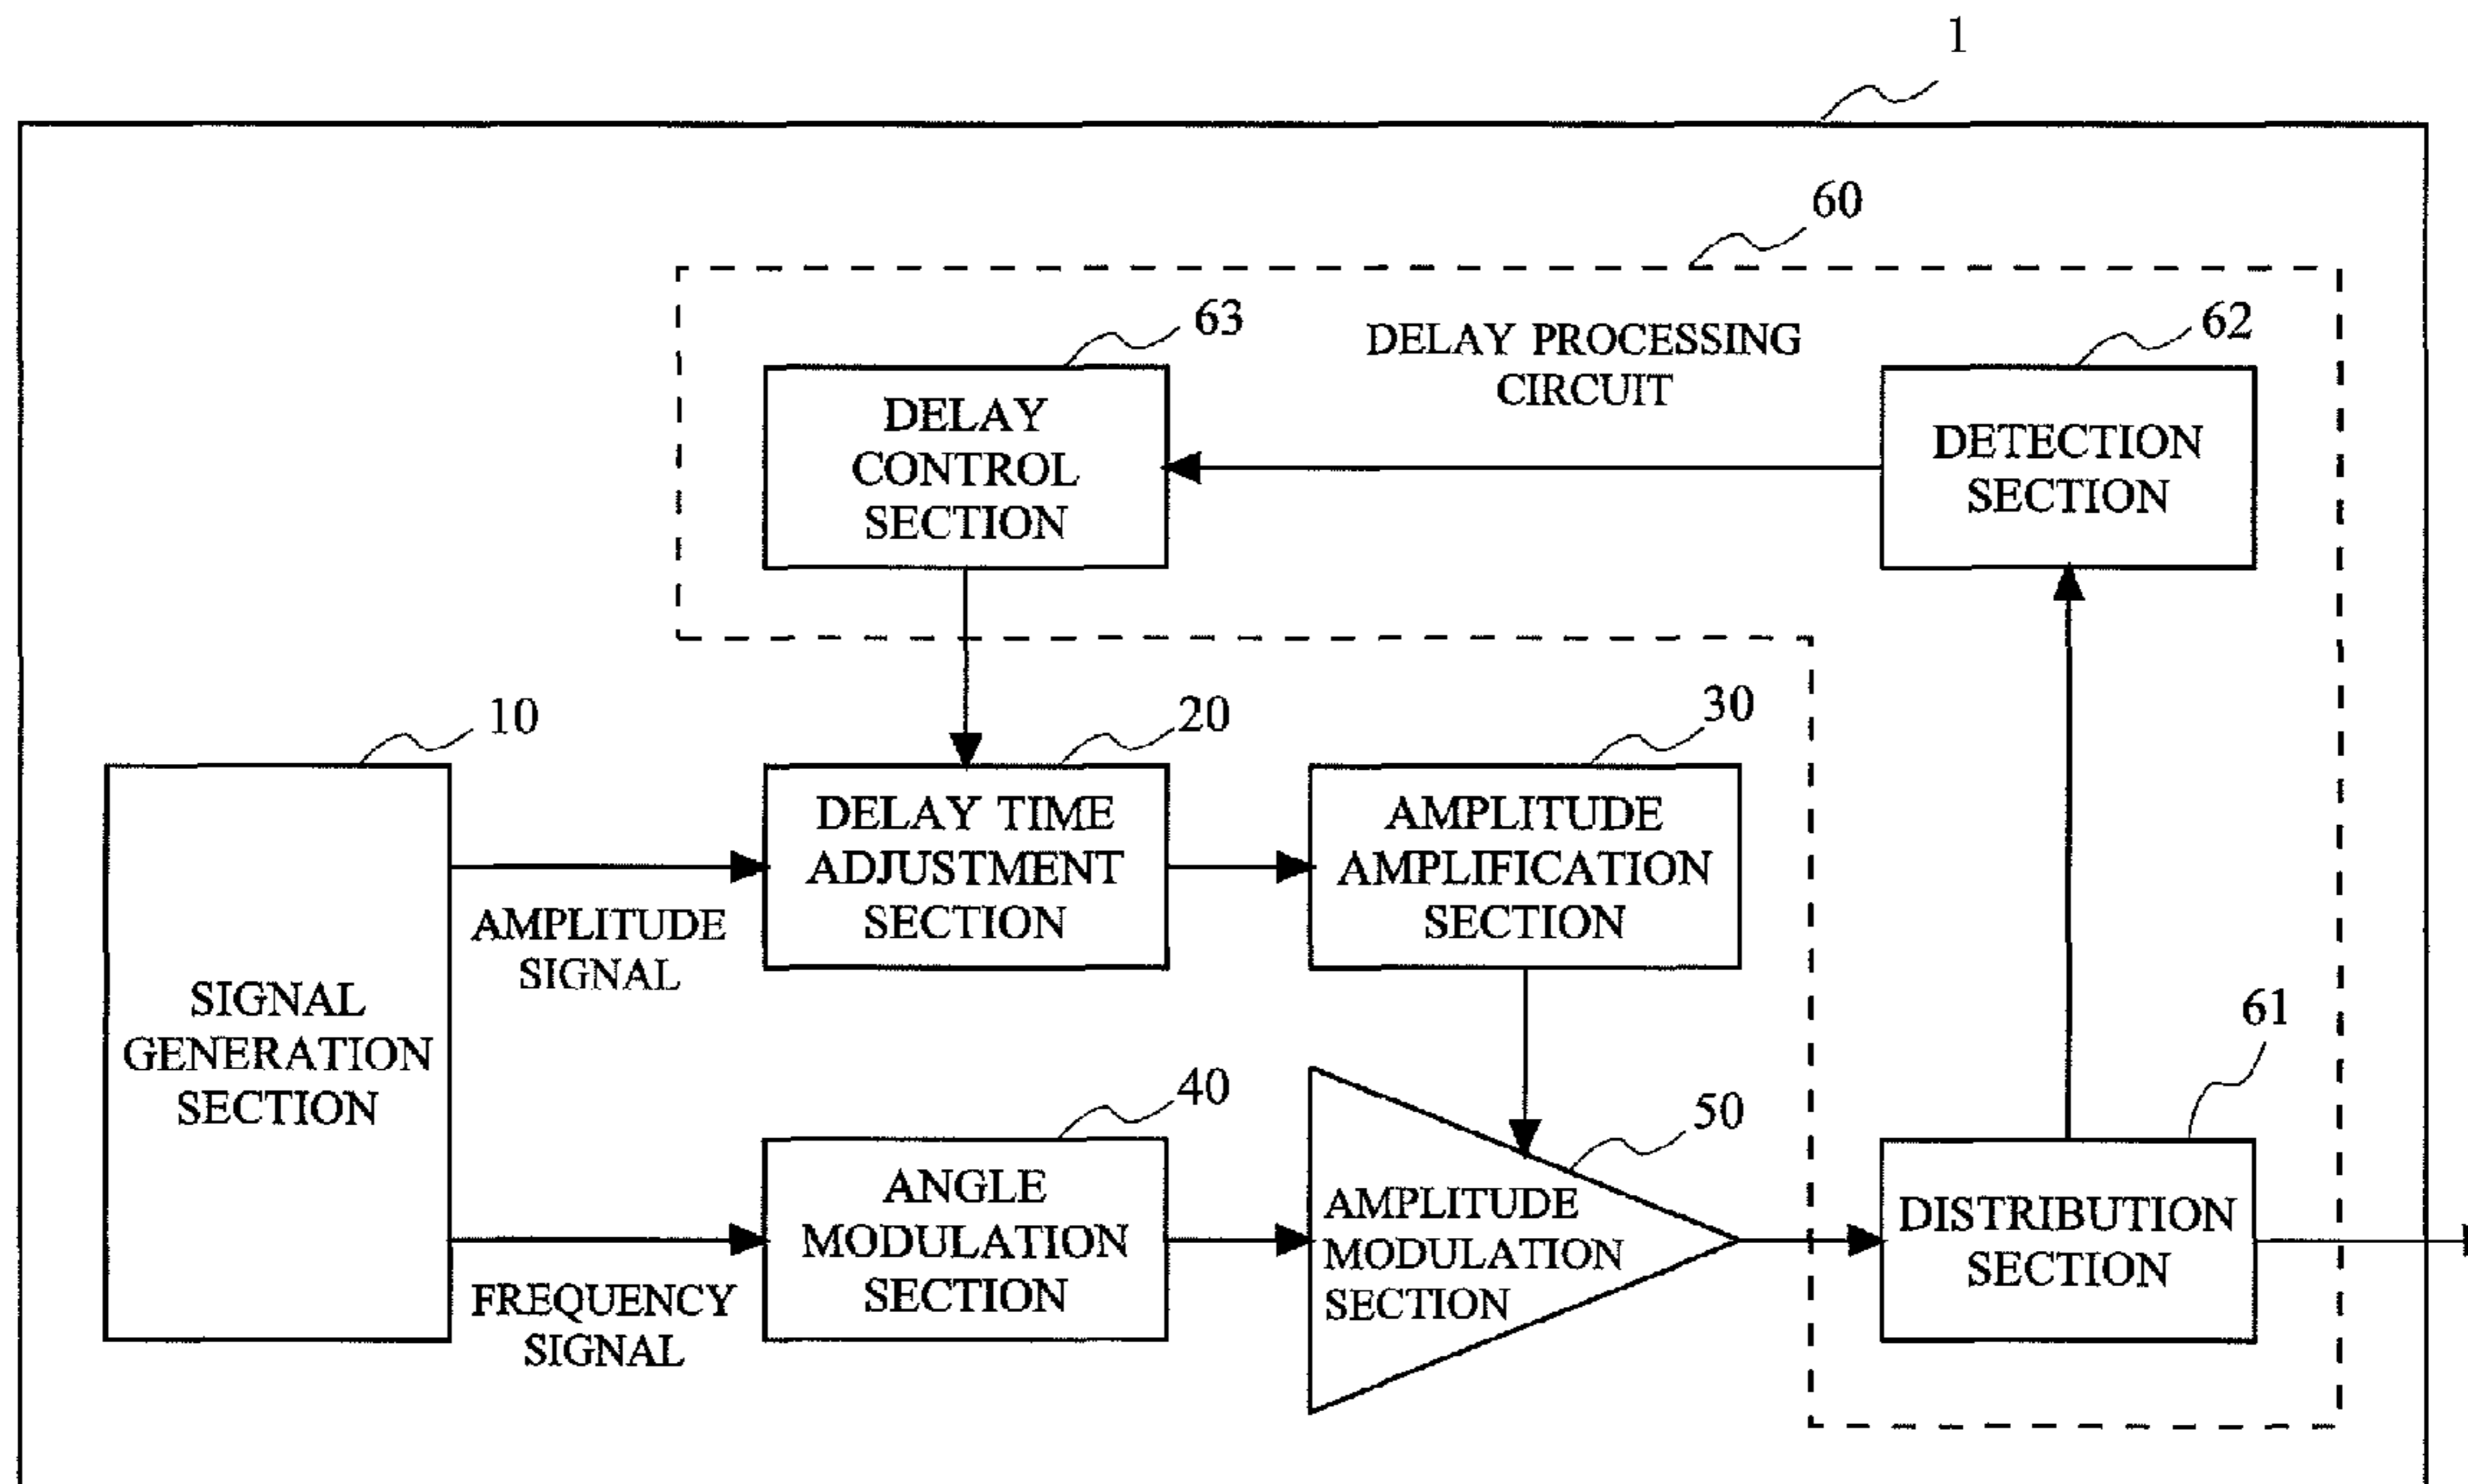 1
60
63
DELAY PROCESSING
CIRCUIT
62
DELAY
CONTROL
SECTION
DETECTION
SECTION
10
20
30
DELAY TIME
ADJUSTMENT
SECTION
AMPLITUDE
AMPLIFICATION
SECTION
AMPLITUDE
SIGNAL
SIGNAL
GENERATION
SECTION
61
40
50
ANGLE
MODULATION
SECTION
AMPLITUDE
MODULATION
SECTION
DISTRIBUTION
SECTION
FREQUENCY
SIGNAL